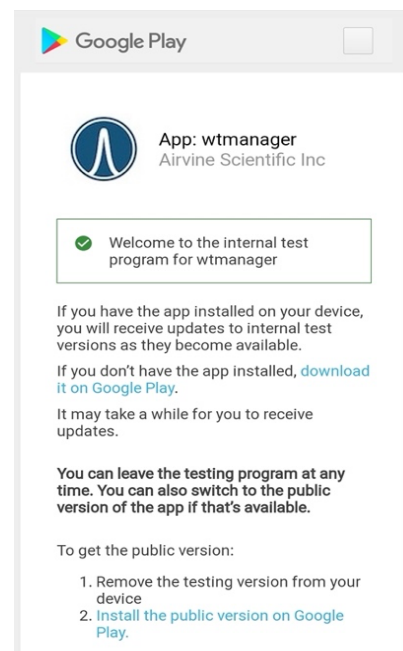 Google Play
App: wtmanager
Airvine Scientific Inc
Welcome to the internal test
program for wtmanager
If you have the app installed on your device,
you will receive updates to internal test
versions as they become available.
If you don't have the app installed, download
it on Google Play.
It may take a while for you to receive
updates.
You can leave the testing program at any
time. You can also switch to the public
version of the app if that's available.
To get the public version:
1. Remove the testing version from your
device
2. Install the public version on Google
Play.